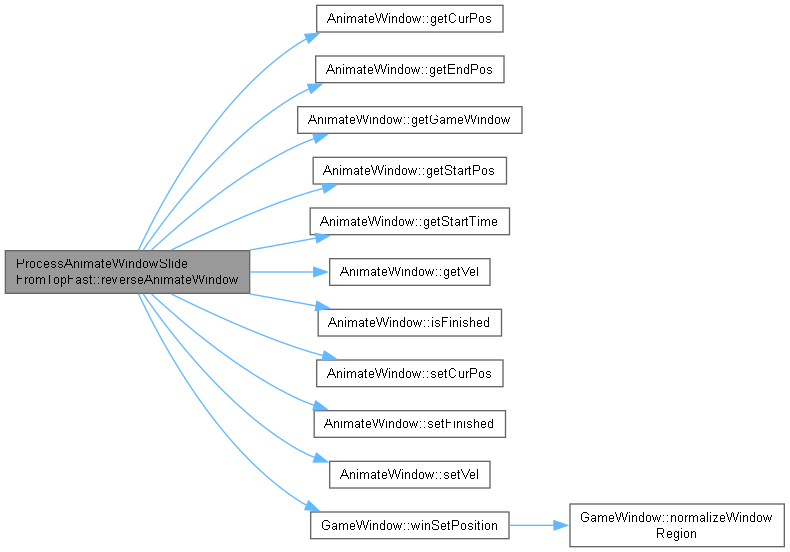 AnimateWindow::getCurPos
AnimateWindow::getEndPos
AnimateWindow::getGameWindow
AnimateWindow::getStartPos
AnimateWindow::getStartTime
ProcessAnimateWindowSlide
FromTopFast::reverseAnimateWindow
AnimateWindow::getVel
AnimateWindow::isFinished
AnimateWindow::setCurPos
AnimateWindow::setFinished
AnimateWindow::setVel
GameWindow::winSetPosition
GameWindow::normalizeWindow
Region